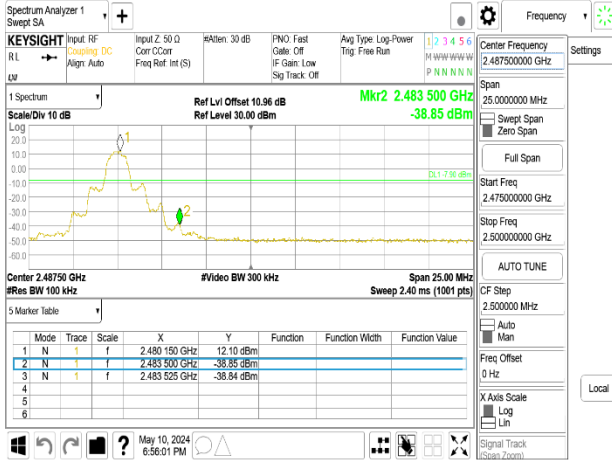 Spectrum Analyzer 1
Swept SA
+
KEYSIGHT
RL
Input: RF
Coupling: DC
Align: Auto
Input Z: 50 Ω
Corr CCorr
Freq Ref: Int (S)
#Atten: 30 dB
PNO: Fast
Gate: Off
IF Gain: Low
Sig Track: Off
Avg Type: Log-Power
Trig: Free Run
1 2 3 4 5 6
M W W W W W
P N N N N N
1 Spectrum
Scale/Div 10 dB
Ref Lvl Offset 10.96 dB
Ref Level 30.00 dBm
Mkr2 2.483 500 GHz
-38.85 dBm
Log
20.0
10.0
0.00
-10.0
-20.0
-30.0
-40.0
-50.0
-60.0
1
2
DL1 -7.90 dBm
Center 2.48750 GHz
#Res BW 100 kHz
#Video BW 300 kHz
Span 25.00 MHz
Sweep 2.40 ms (1001 pts)
5 Marker Table
Mode Trace Scale X Y Function Function Width Function Value
1 N 1 f 2.480 150 GHz 12.10 dBm
2 N 1 f 2.483 500 GHz -38.85 dBm
3 N 1 f 2.483 525 GHz -38.84 dBm
4
5
6
?
May 10, 2024
6:56:01 PM
Frequency
Settings
Center Frequency
2.487500000 GHz
Span
25.0000000 MHz
Swept Span
Zero Span
Full Span
Start Freq
2.475000000 GHz
Stop Freq
2.500000000 GHz
AUTO TUNE
CF Step
2.500000 MHz
Auto
Man
Freq Offset
0 Hz
X Axis Scale
Log
Lin
Signal Track
(Span Zoom)
Local